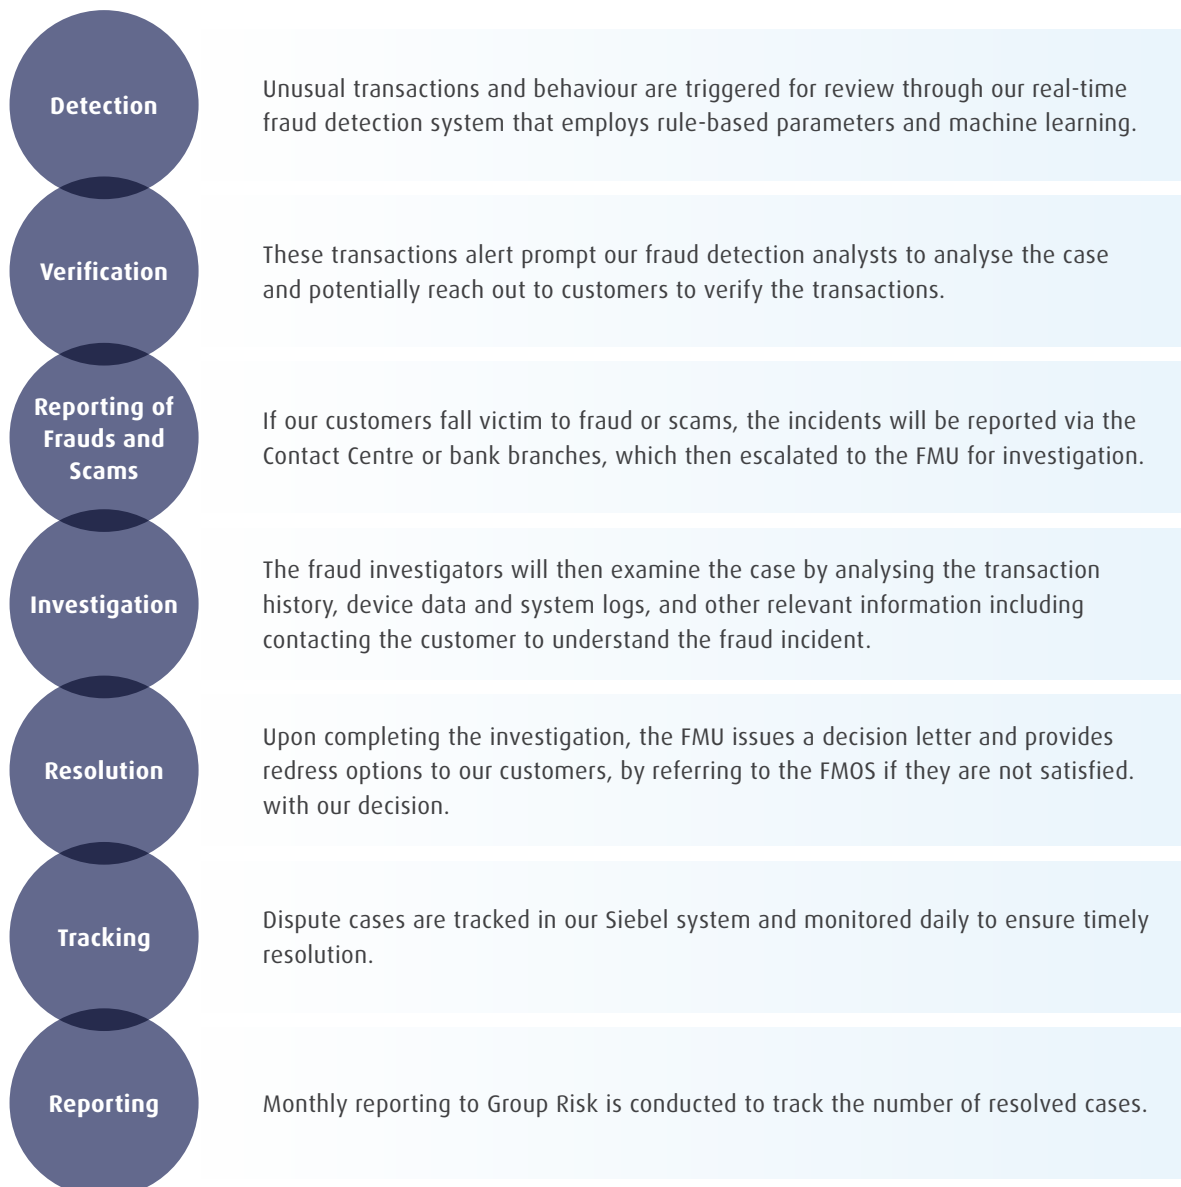 Detection
Unusual transactions and behaviour are triggered for review through our real-time
fraud detection system that employs rule-based parameters and machine learning.
Verification
These transactions alert prompt our fraud detection analysts to analyse the case
and potentially reach out to customers to verify the transactions.
Reporting of
Frauds and
Scams
If our customers fall victim to fraud or scams, the incidents will be reported via the
Contact Centre or bank branches, which then escalated to the FMU for investigation.
Investigation
The fraud investigators will then examine the case by analysing the transaction
history, device data and system logs, and other relevant information including
contacting the customer to understand the fraud incident.
Resolution
Upon completing the investigation, the FMU issues a decision letter and provides
redress options to our customers, by referring to the FMOS if they are not satisfied.
with our decision.
Tracking
Dispute cases are tracked in our Siebel system and monitored daily to ensure timely
resolution.
Reporting
Monthly reporting to Group Risk is conducted to track the number of resolved cases.